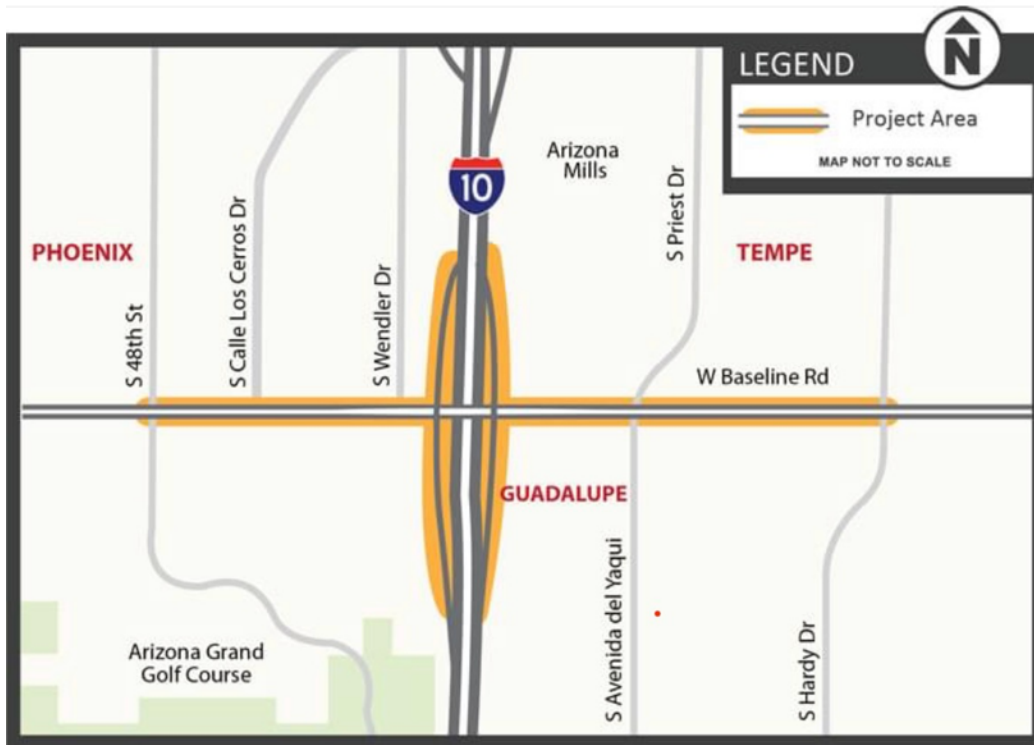 N
LEGEND
Project Area
MAP NOT TO SCALE
Arizona
Mills
10
S Priest Dr
PHOENIX
TEMPE
S Calle Los Cerros Dr
S Wendler Dr
S 48th St
W Baseline Rd
GUADALUPE
S Avenida del Yaqui
S Hardy Dr
Arizona Grand
Golf Course